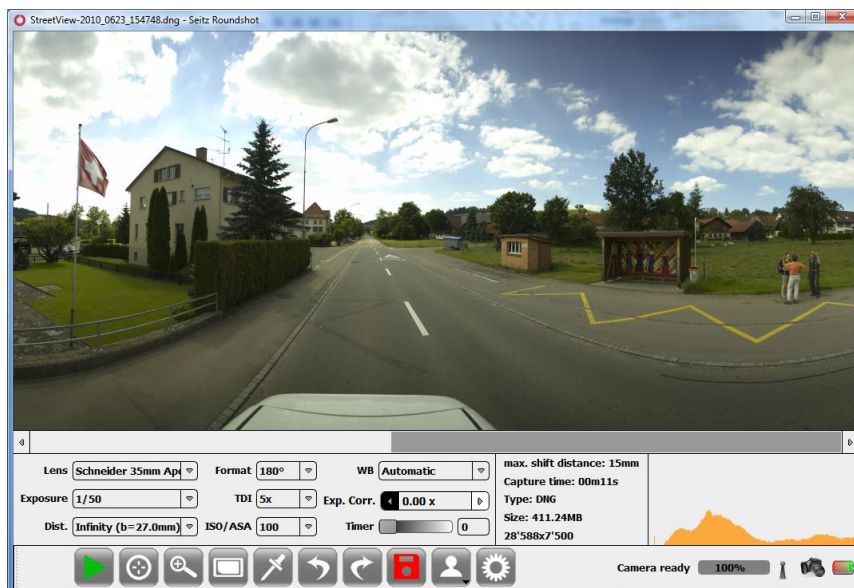 StreetView-2010_0623_154748.dng - Seitz Roundshot
Lens Schneider 35mm Ap Format 180° WB Automatic
Exposure 1/50 TDI 5x Exp. Corr. 0.00 x
Dist. Infinity (b=27.0mm) ISO/ASA 100 Timer 0
max. shift distance: 15mm
Capture time: 00m11s
Type: DNG
Size: 411.24MB
28'588x7'500
Camera ready 100%